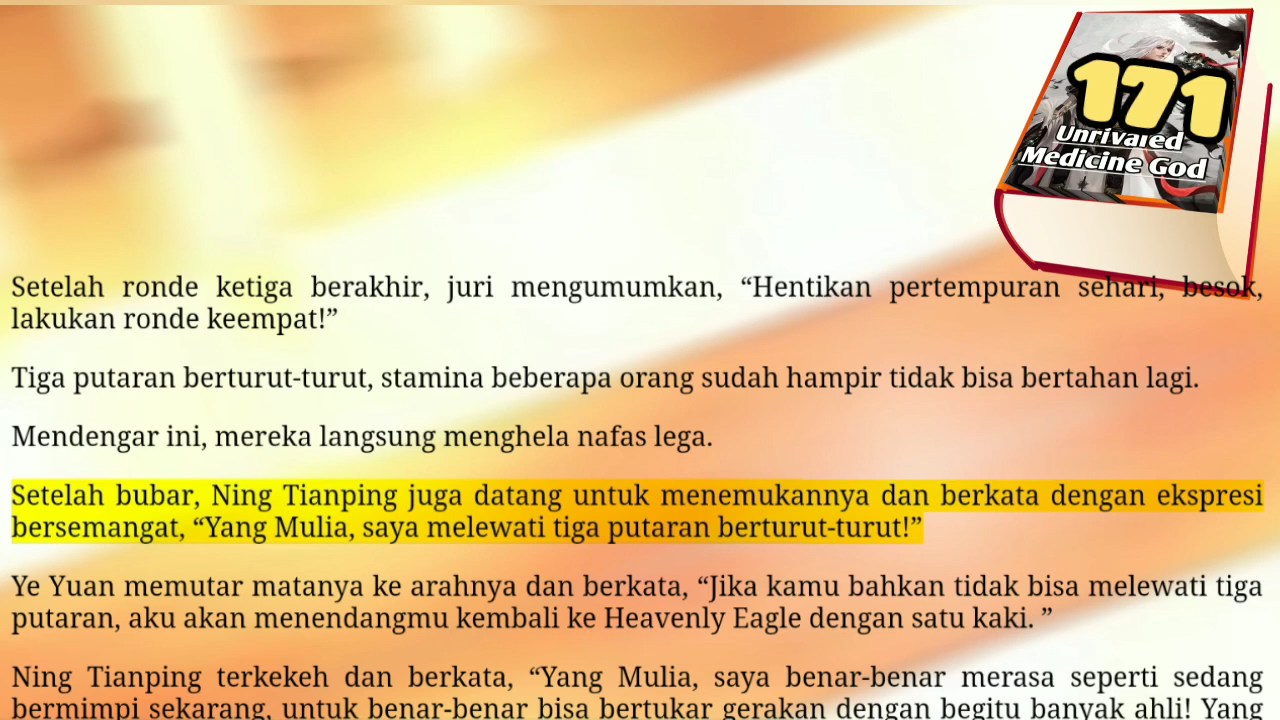 171
Unrivaled
Medicine God
Setelah ronde ketiga berakhir, juri mengumumkan, “Hentikan pertempuran sehari, besok,
lakukan ronde keempat!”
Tiga putaran berturut-turut, stamina beberapa orang sudah hampir tidak bisa bertahan lagi.
Mendengar ini, mereka langsung menghela nafas lega.
Setelah bubar, Ning Tianping juga datang untuk menemukannya dan berkata dengan ekspresi
bersemangat, “Yang Mulia, saya melewati tiga putaran berturut-turut!”
Ye Yuan memutar matanya ke arahnya dan berkata, “Jika kamu bahkan tidak bisa melewati tiga
putaran, aku akan menendangmu kembali ke Heavenly Eagle dengan satu kaki. ”
Ning Tianping terkekeh dan berkata, “Yang Mulia, saya benar-benar merasa seperti sedang
bermimpi sekarang, untuk benar-benar bisa bertukar gerakan dengan begitu banyak ahli! Yang